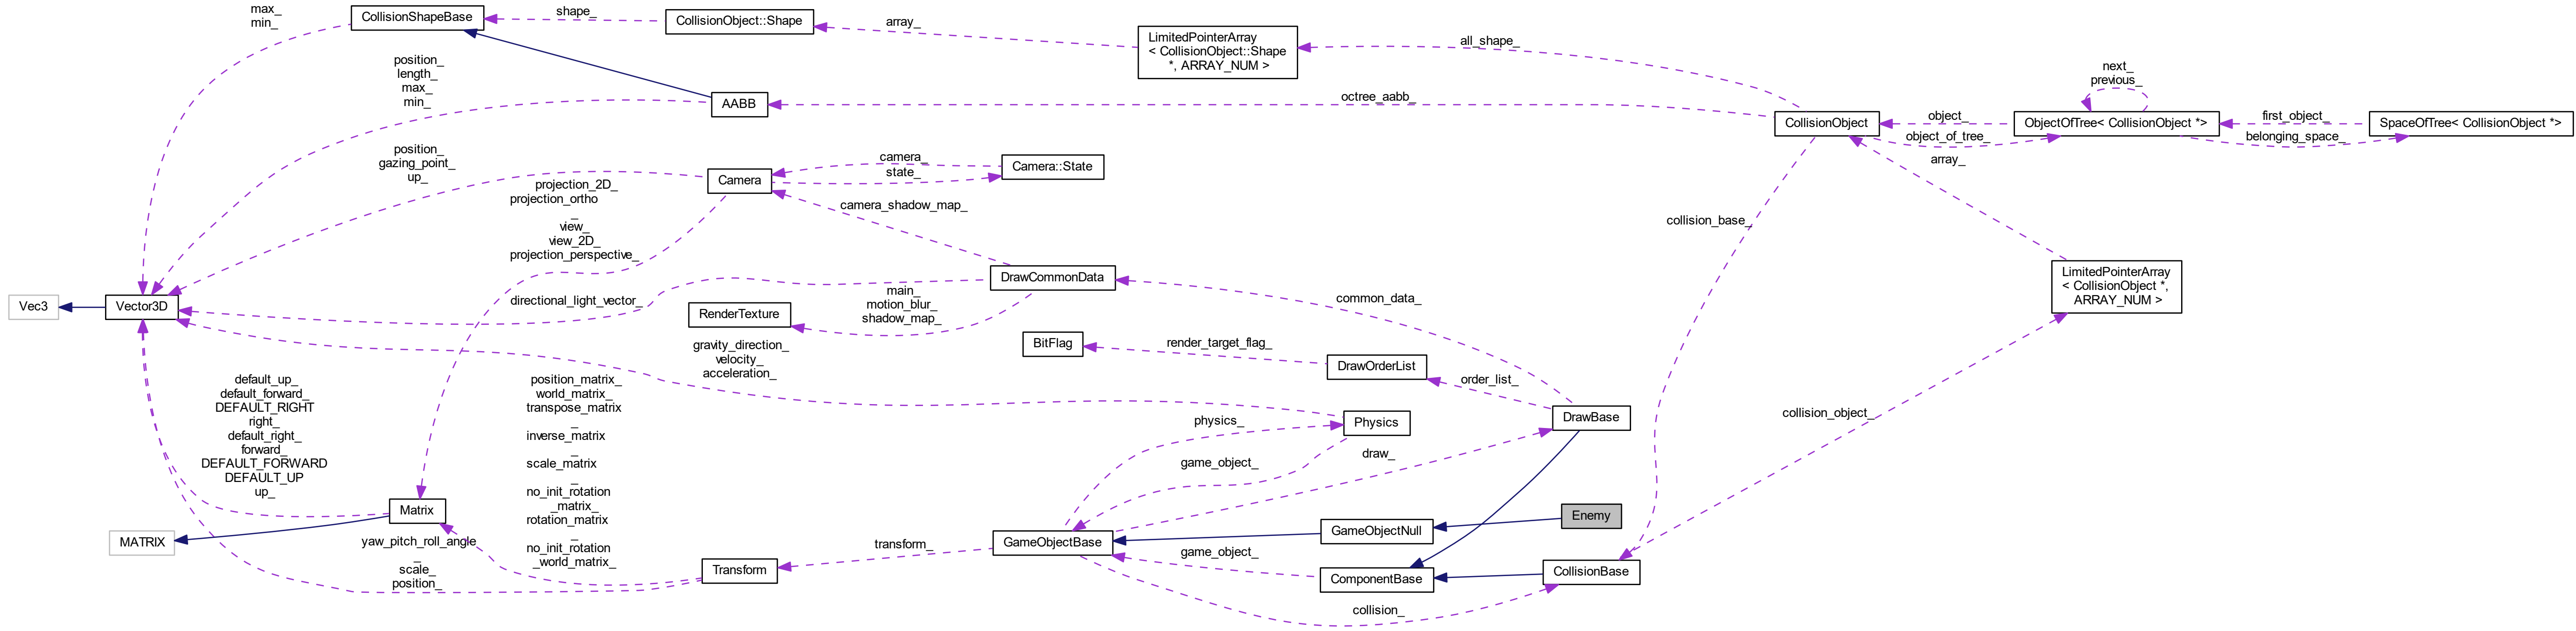 max_
min_
CollisionShapeBase
shape_
CollisionObject::Shape
array_
LimitedPointerArray
< CollisionObject::Shape
*, ARRAY_NUM >
all_shape_
position_
length_
max_
min_
AABB
octree_aabb_
CollisionObject
object_
object_of_tree_
next_
previous_
ObjectOfTree< CollisionObject *>
first_object_
belonging_space_
SpaceOfTree< CollisionObject *>
array_
position_
gazing_point_
up_
Camera
camera_
state_
Camera::State
projection_2D_
projection_ortho
_
view_
view_2D_
projection_perspective_
camera_shadow_map_
collision_base_
Vec3
Vector3D
directional_light_vector_
DrawCommonData
RenderTexture
main_
motion_blur_
shadow_map_
common_data_
LimitedPointerArray
< CollisionObject *,
ARRAY_NUM >
BitFlag
render_target_flag_
DrawOrderList
order_list_
gravity_direction_
velocity_
acceleration_
default_up_
default_forward_
DEFAULT_RIGHT
right_
default_right_
forward_
DEFAULT_FORWARD
DEFAULT_UP
up_
position_matrix_
world_matrix_
transpose_matrix
_
inverse_matrix
_
scale_matrix
_
no_init_rotation
_matrix_
rotation_matrix
_
no_init_rotation
_world_matrix_
physics_
Physics
game_object_
draw_
DrawBase
collision_object_
Matrix
MATRIX
yaw_pitch_roll_angle
_
scale_
position_
Transform
transform_
GameObjectBase
GameObjectNull
Enemy
game_object_
ComponentBase
CollisionBase
collision_